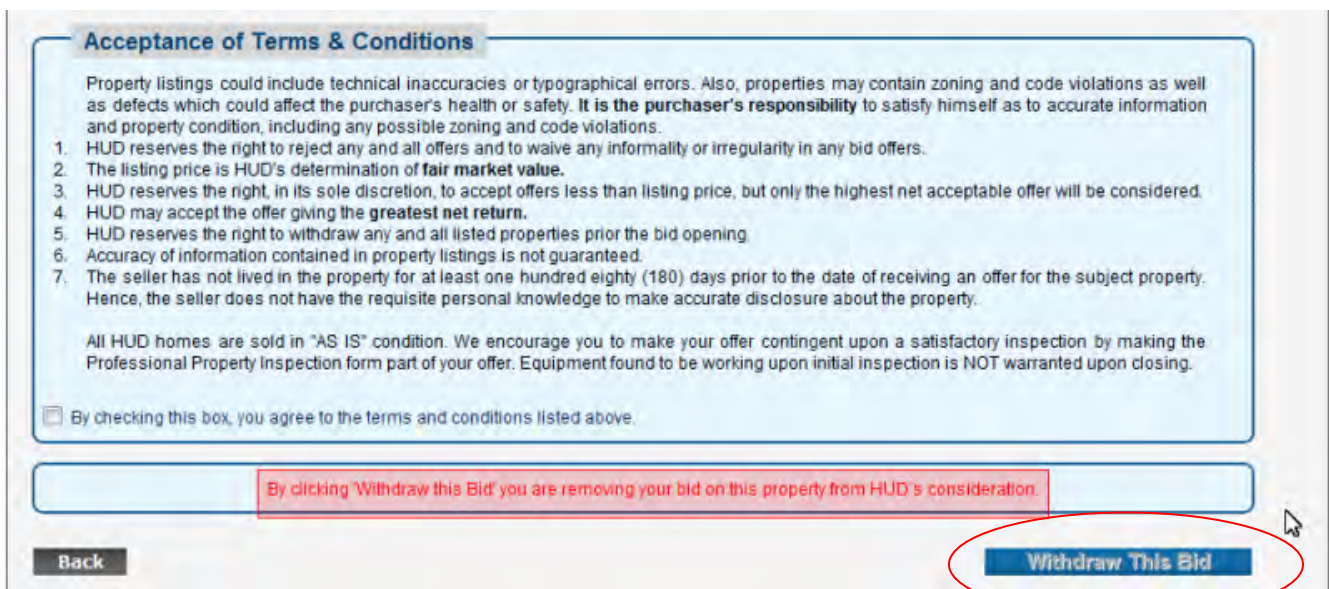 Acceptance of Terms & Conditions
Property listings could include technical inaccuracies or typographical errors. Also, properties may contain zoning and code violations as well
as defects which could affect the purchaser's health or safety. It is the purchaser's responsibility to satisfy himself as to accurate information
and property condition, including any possible zoning and code violations.
1. HUD reserves the right to reject any and all offers and to waive any informality or irregularity in any bid offers.
2. The listing price is HUD's determination of fair market value.
3. HUD reserves the right, in its sole discretion, to accept offers less than listing price, but only the highest net acceptable offer will be considered.
4. HUD may accept the offer giving the greatest net return.
5. HUD reserves the right to withdraw any and all listed properties prior the bid opening.
6. Accuracy of information contained in property listings is not guaranteed.
7. The seller has not lived in the property for at least one hundred eighty (180) days prior to the date of receiving an offer for the subject property.
Hence, the seller does not have the requisite personal knowledge to make accurate disclosure about the property.
All HUD homes are sold in "AS IS" condition. We encourage you to make your offer contingent upon a satisfactory inspection by making the
Professional Property Inspection form part of your offer. Equipment found to be working upon initial inspection is NOT warranted upon closing.
By checking this box, you agree to the terms and conditions listed above.
By clicking 'Withdraw this Bid' you are removing your bid on this property from HUD's consideration.
Back
Withdraw This Bid